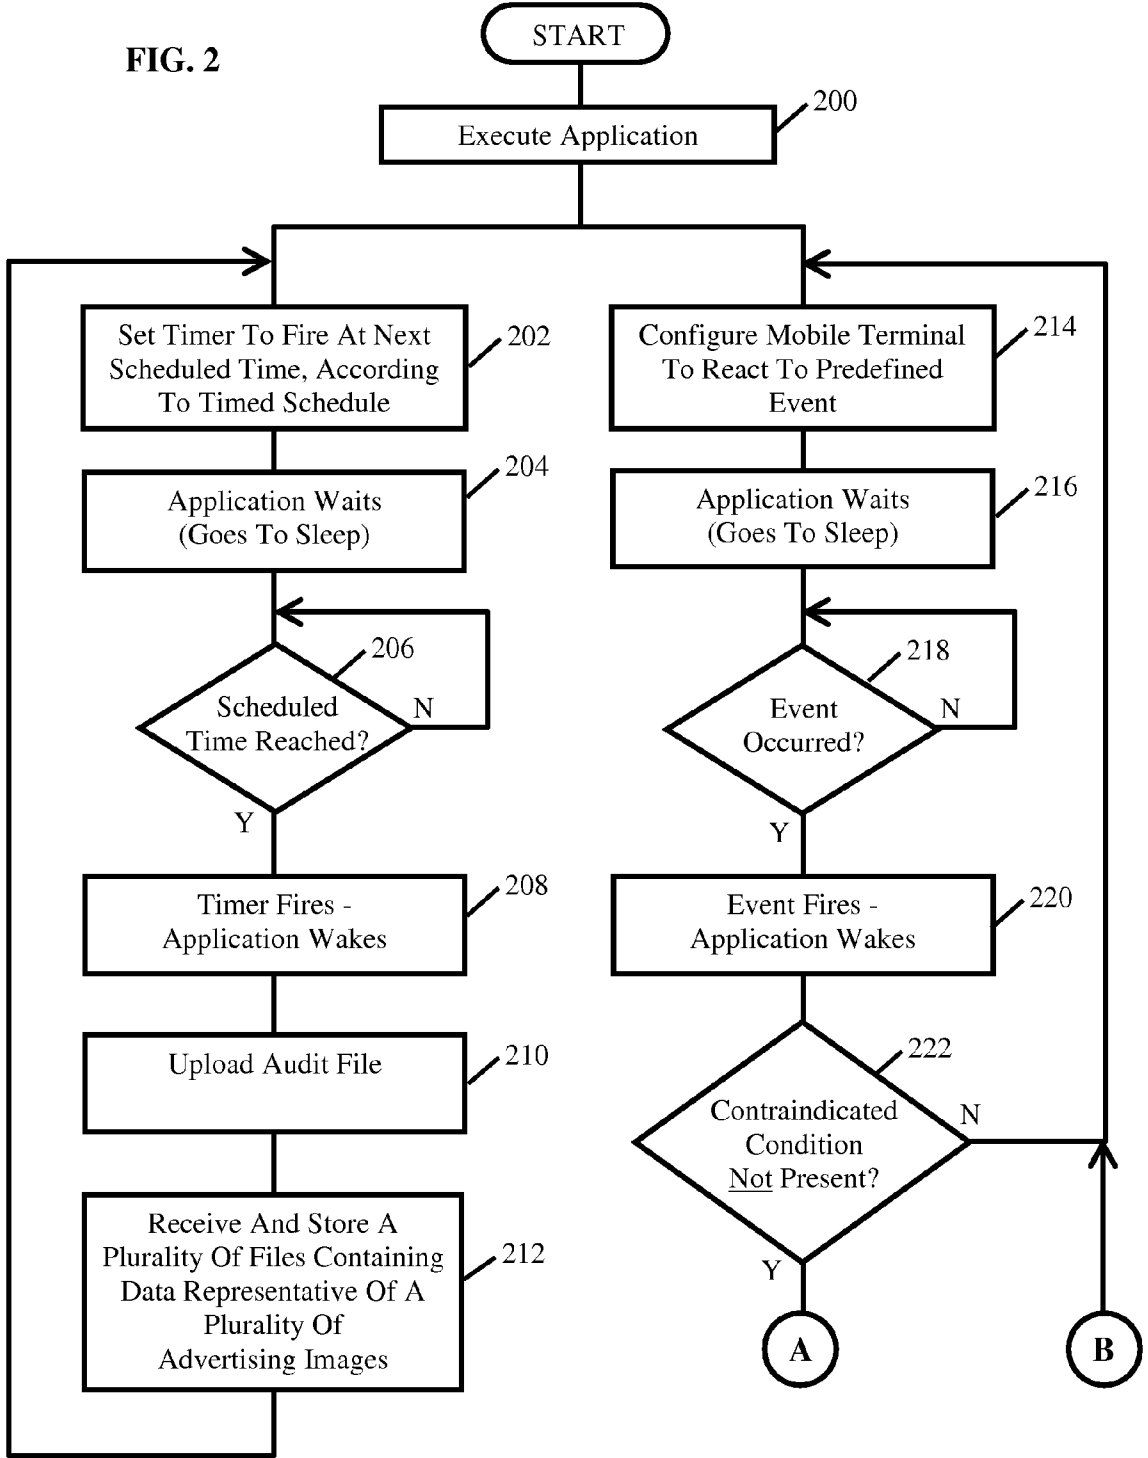 FIG. 2
START
200
Execute Application
Set Timer To Fire At Next
Scheduled Time, According
To Timed Schedule
202
Application Waits
(Goes To Sleep)
204
Scheduled
Time Reached?
206
N
Y
Timer Fires -
Application Wakes
208
Upload Audit File
210
Receive And Store A
Plurality Of Files Containing
Data Representative Of A
Plurality Of
Advertising Images
212
Configure Mobile Terminal
To React To Predefined
Event
214
Application Waits
(Goes To Sleep)
216
Event
Occurred?
218
N
Y
Event Fires -
Application Wakes
220
Contraindicated
Condition
Not Present?
222
N
Y
A
B